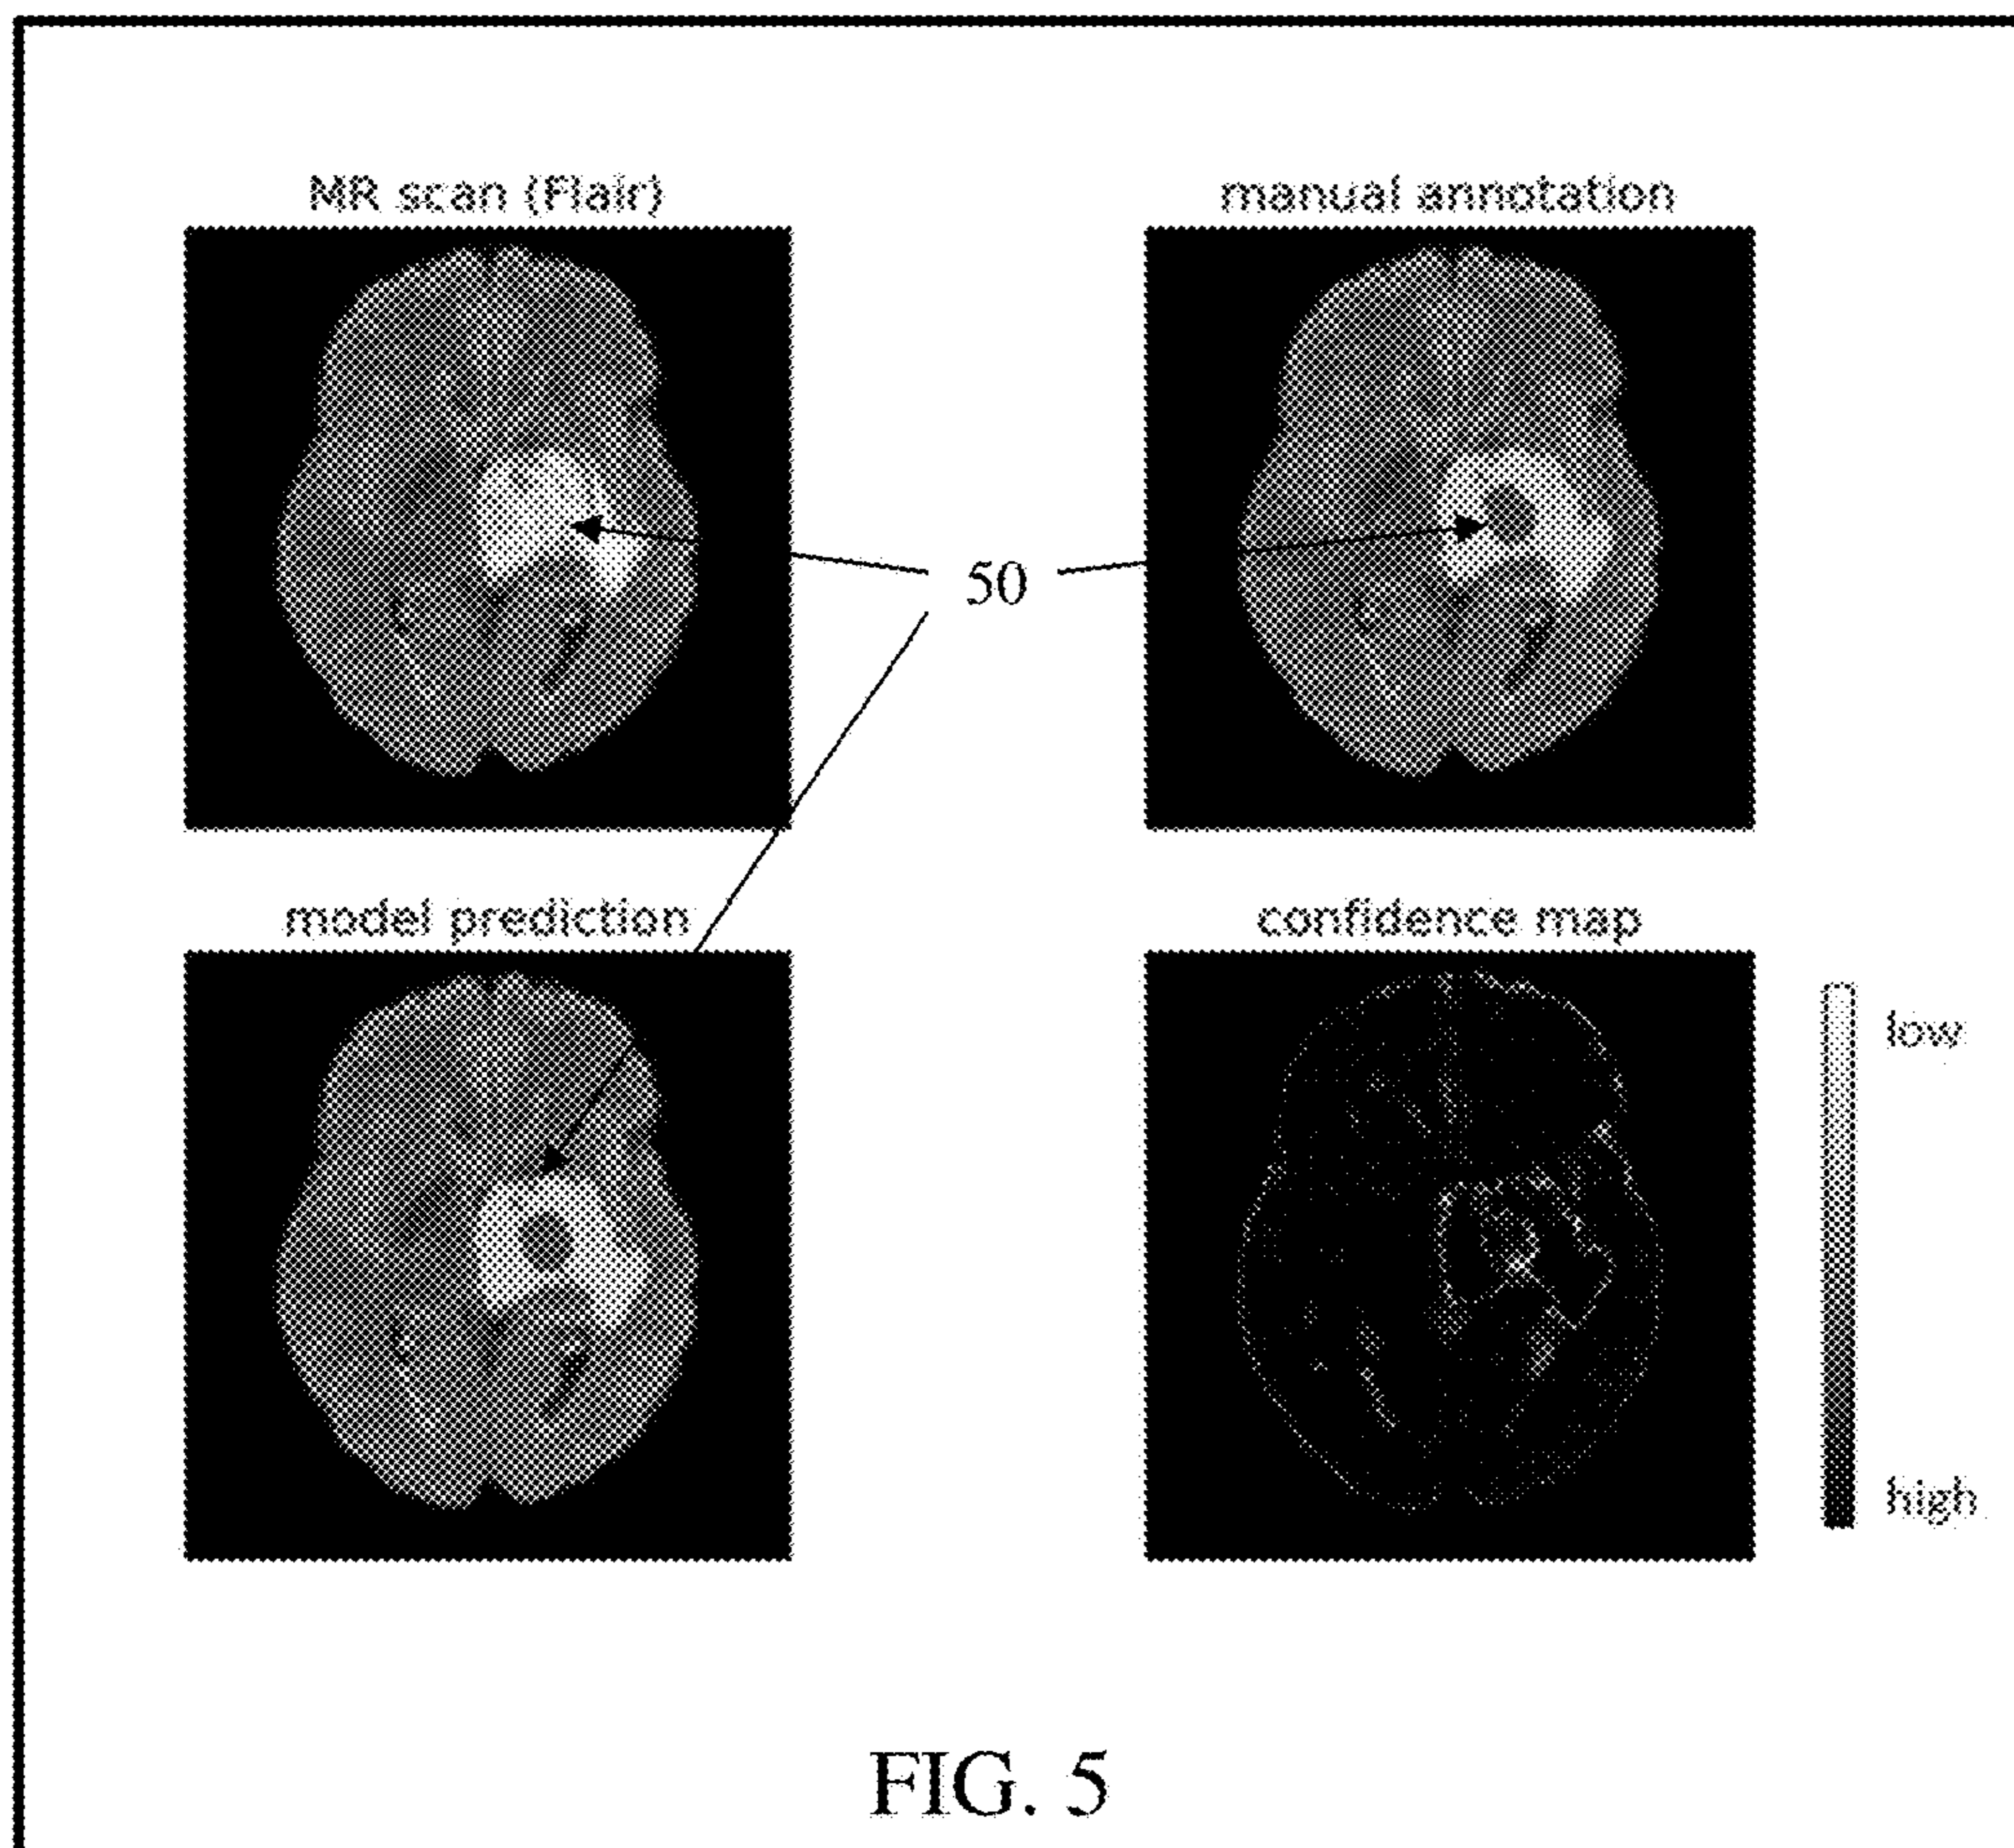 MR scan (Flair)
manual annotation
50
model prediction
confidence map
low
high
FIG. 5